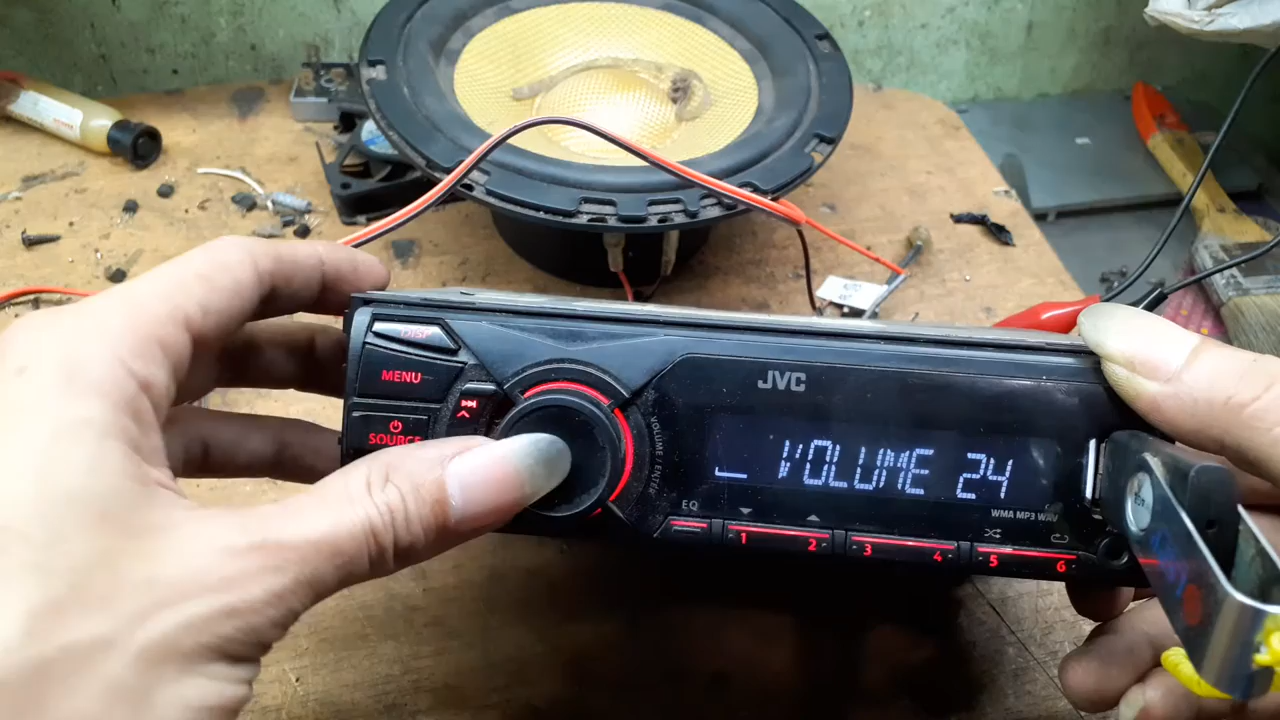 DISP
MENU
SOURCE
JVC
VOLUME 24
VOLUME / ENTER
WMA MP3 WAV
EQ
1 2 3 4 5 6